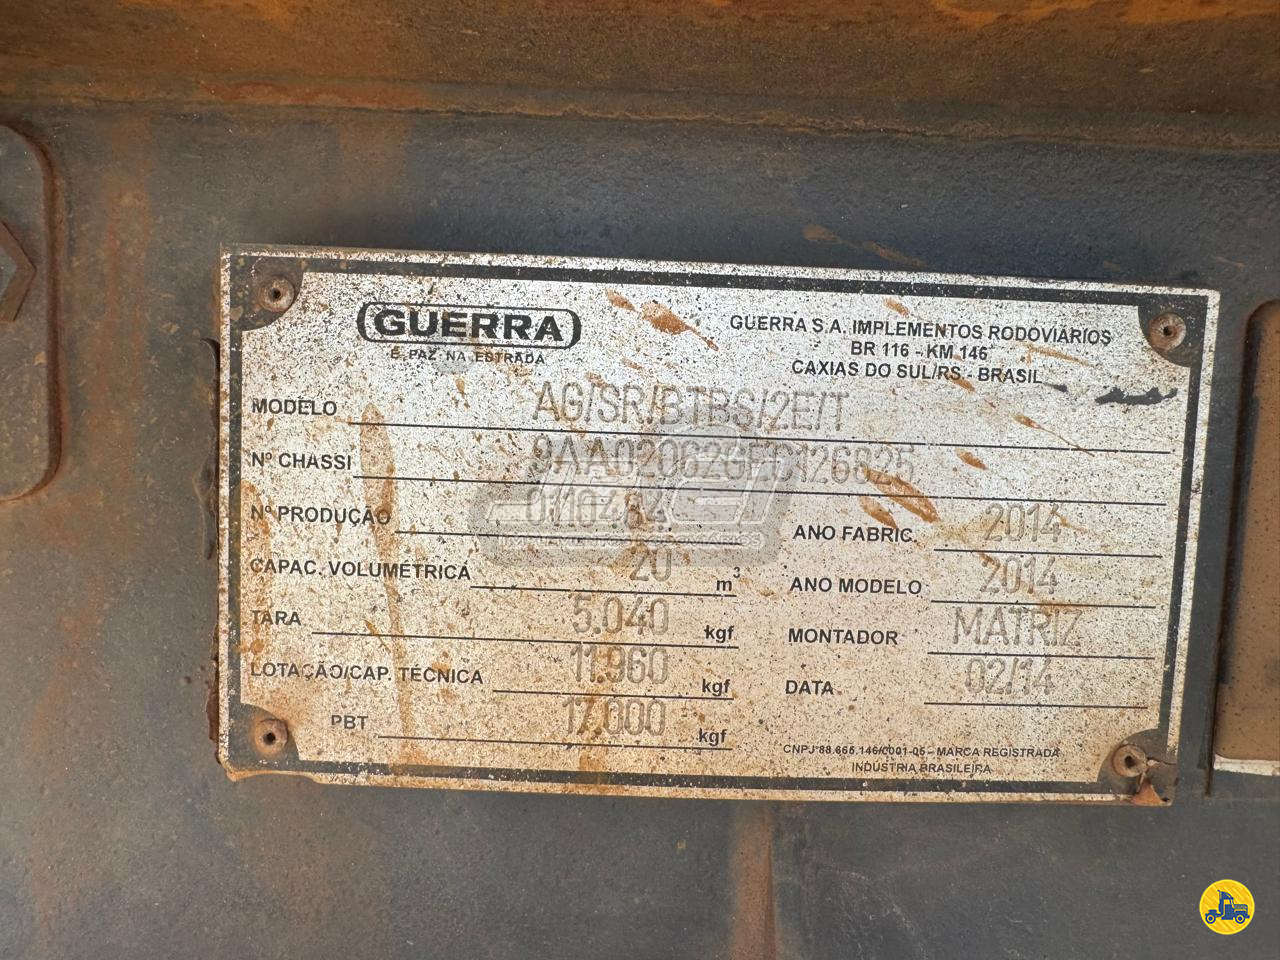 GUERRA
É PAZ NA ESTRADA
GUERRA S.A. IMPLEMENTOS RODOVIÁRIOS
BR 116 - KM 146
CAXIAS DO SUL/RS - BRASIL
MODELO AG/SR/BTBS/2E/T
Nº CHASSI
Nº PRODUÇÃO
ANO FABRIC. 2014
CAPAC. VOLUMÉTRICA 20 m³
ANO MODELO 2014
TARA 5.040 kgf
MONTADOR MATRIZ
LOTAÇÃO/CAP. TÉCNICA 11.960 kgf
DATA 02/14
PBT 17.000 kgf
CNPJ 88.665.146/0001-05 - MARCA REGISTRADA
INDÚSTRIA BRASILEIRA